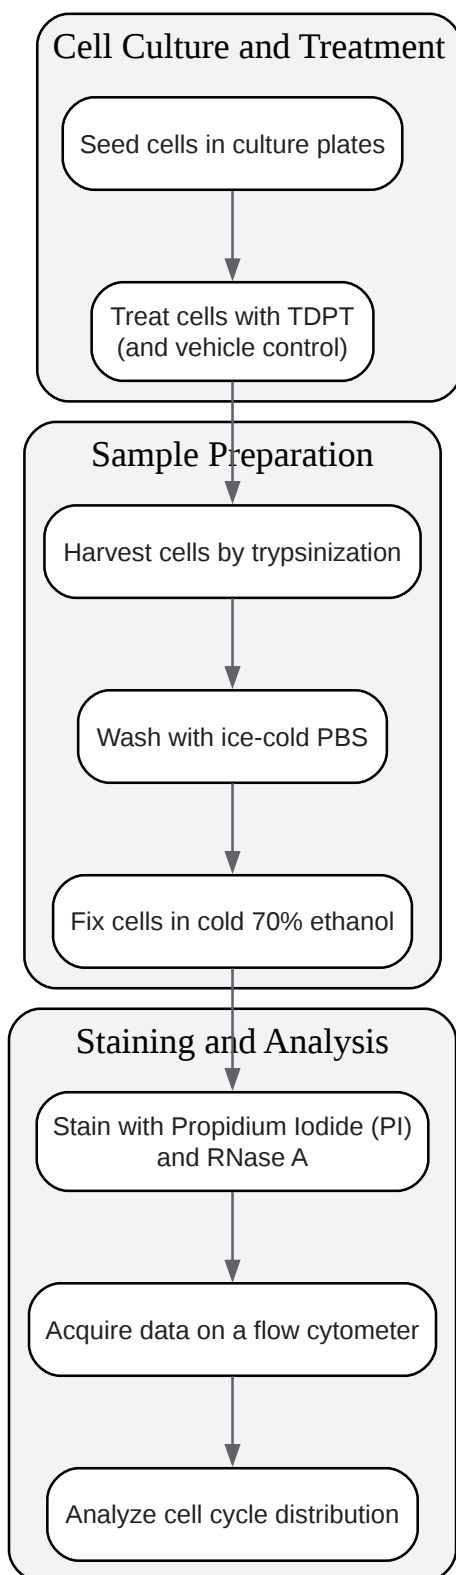 Cell Culture and Treatment
Seed cells in culture plates
Treat cells with TDPT
(and vehicle control)
Sample Preparation
Harvest cells by trypsinization
Wash with ice-cold PBS
Fix cells in cold 70% ethanol
Staining and Analysis
Stain with Propidium Iodide (PI)
and RNase A
Acquire data on a flow cytometer
Analyze cell cycle distribution